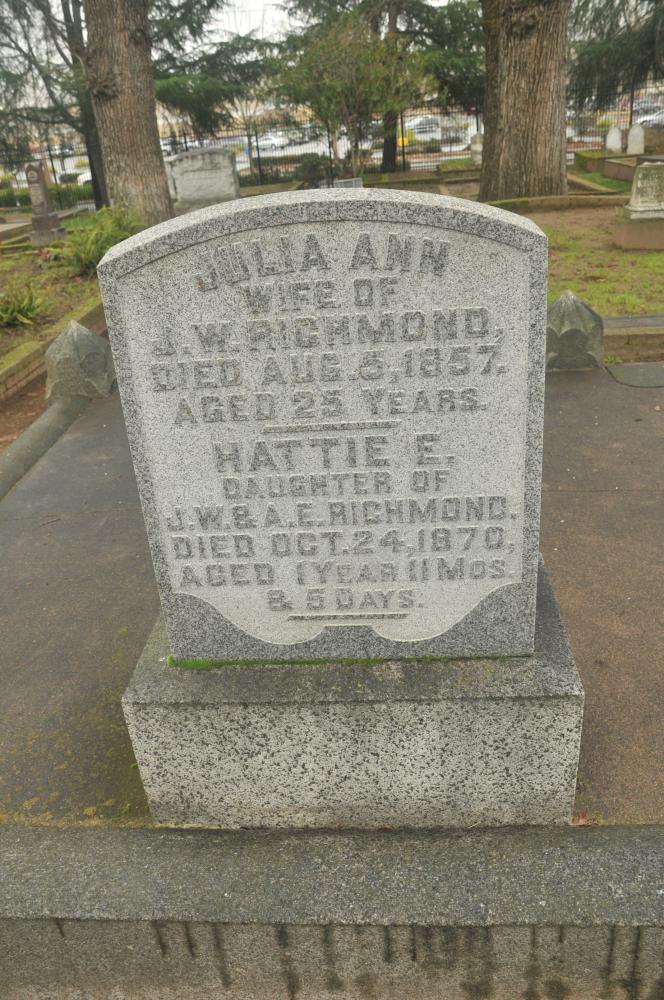 JULIA ANN
WIFE OF
J.W. RICHMOND,
DIED AUG. 5, 1857.
AGED 25 YEARS.
HATTIE E.
DAUGHTER OF
J.W. & A.E. RICHMOND.
DIED OCT. 24, 1870,
AGED 1 YEAR 11 MOS.
& 5 DAYS.